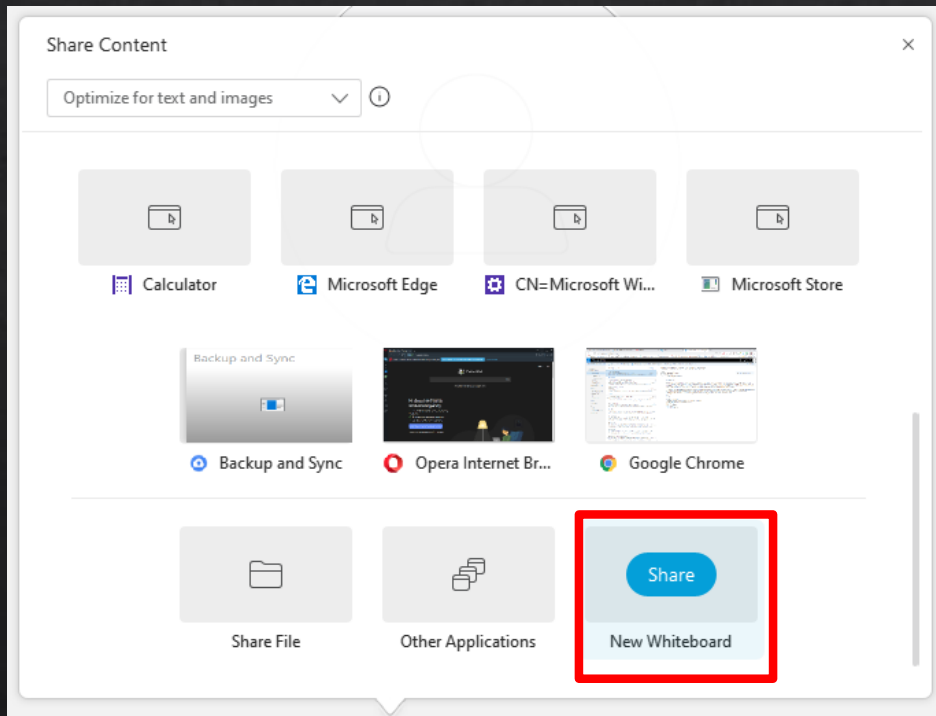 Share Content
Optimize for text and images
Calculator
Microsoft Edge
CN=Microsoft Wi...
Microsoft Store
Backup and Sync
Backup and Sync
Opera Internet Br...
Google Chrome
Share
Share File
Other Applications
New Whiteboard